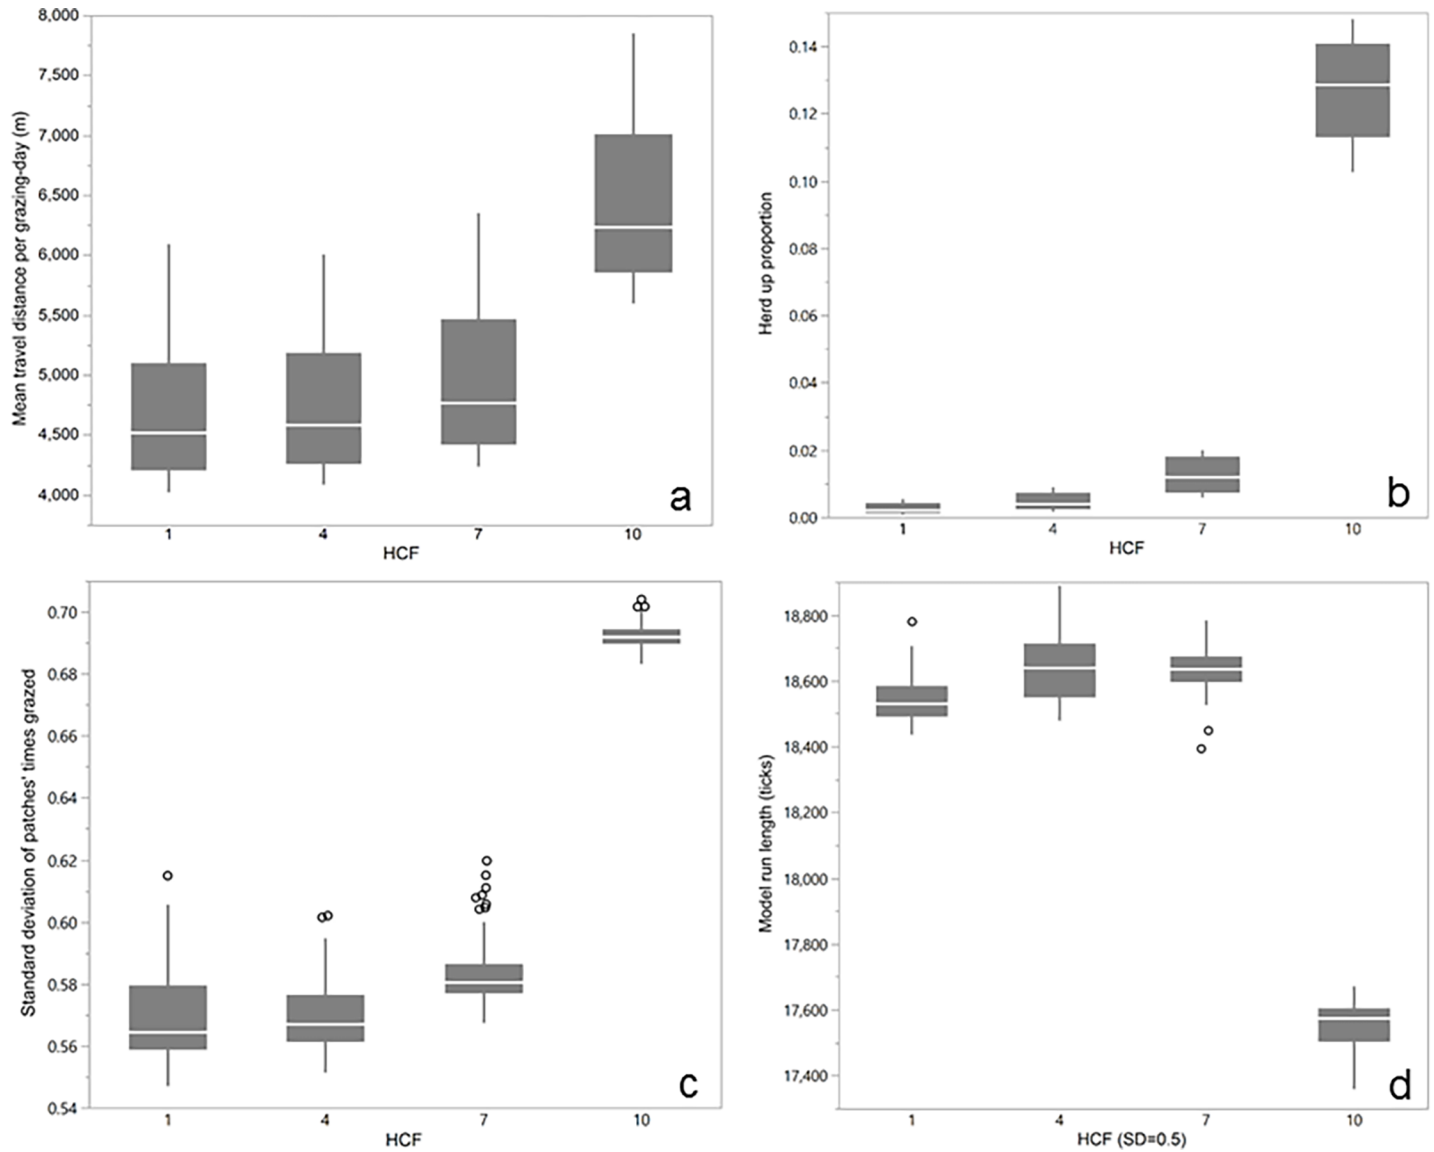 Mean travel distance per grazing-day (m)
8,000
7,500
7,000
6,500
6,000
5,500
5,000
4,500
4,000
1 4 7 10
HCF
a
Herd up proportion
0.14
0.12
0.10
0.08
0.06
0.04
0.02
0.00
1 4 7 10
HCF
b
Standard deviation of patches' times grazed
0.70
0.68
0.66
0.64
0.62
0.60
0.58
0.56
0.54
1 4 7 10
HCF
c
Model run length (ticks)
18,800
18,600
18,400
18,200
18,000
17,800
17,600
17,400
1 4 7 10
HCF (SD=0.5)
d